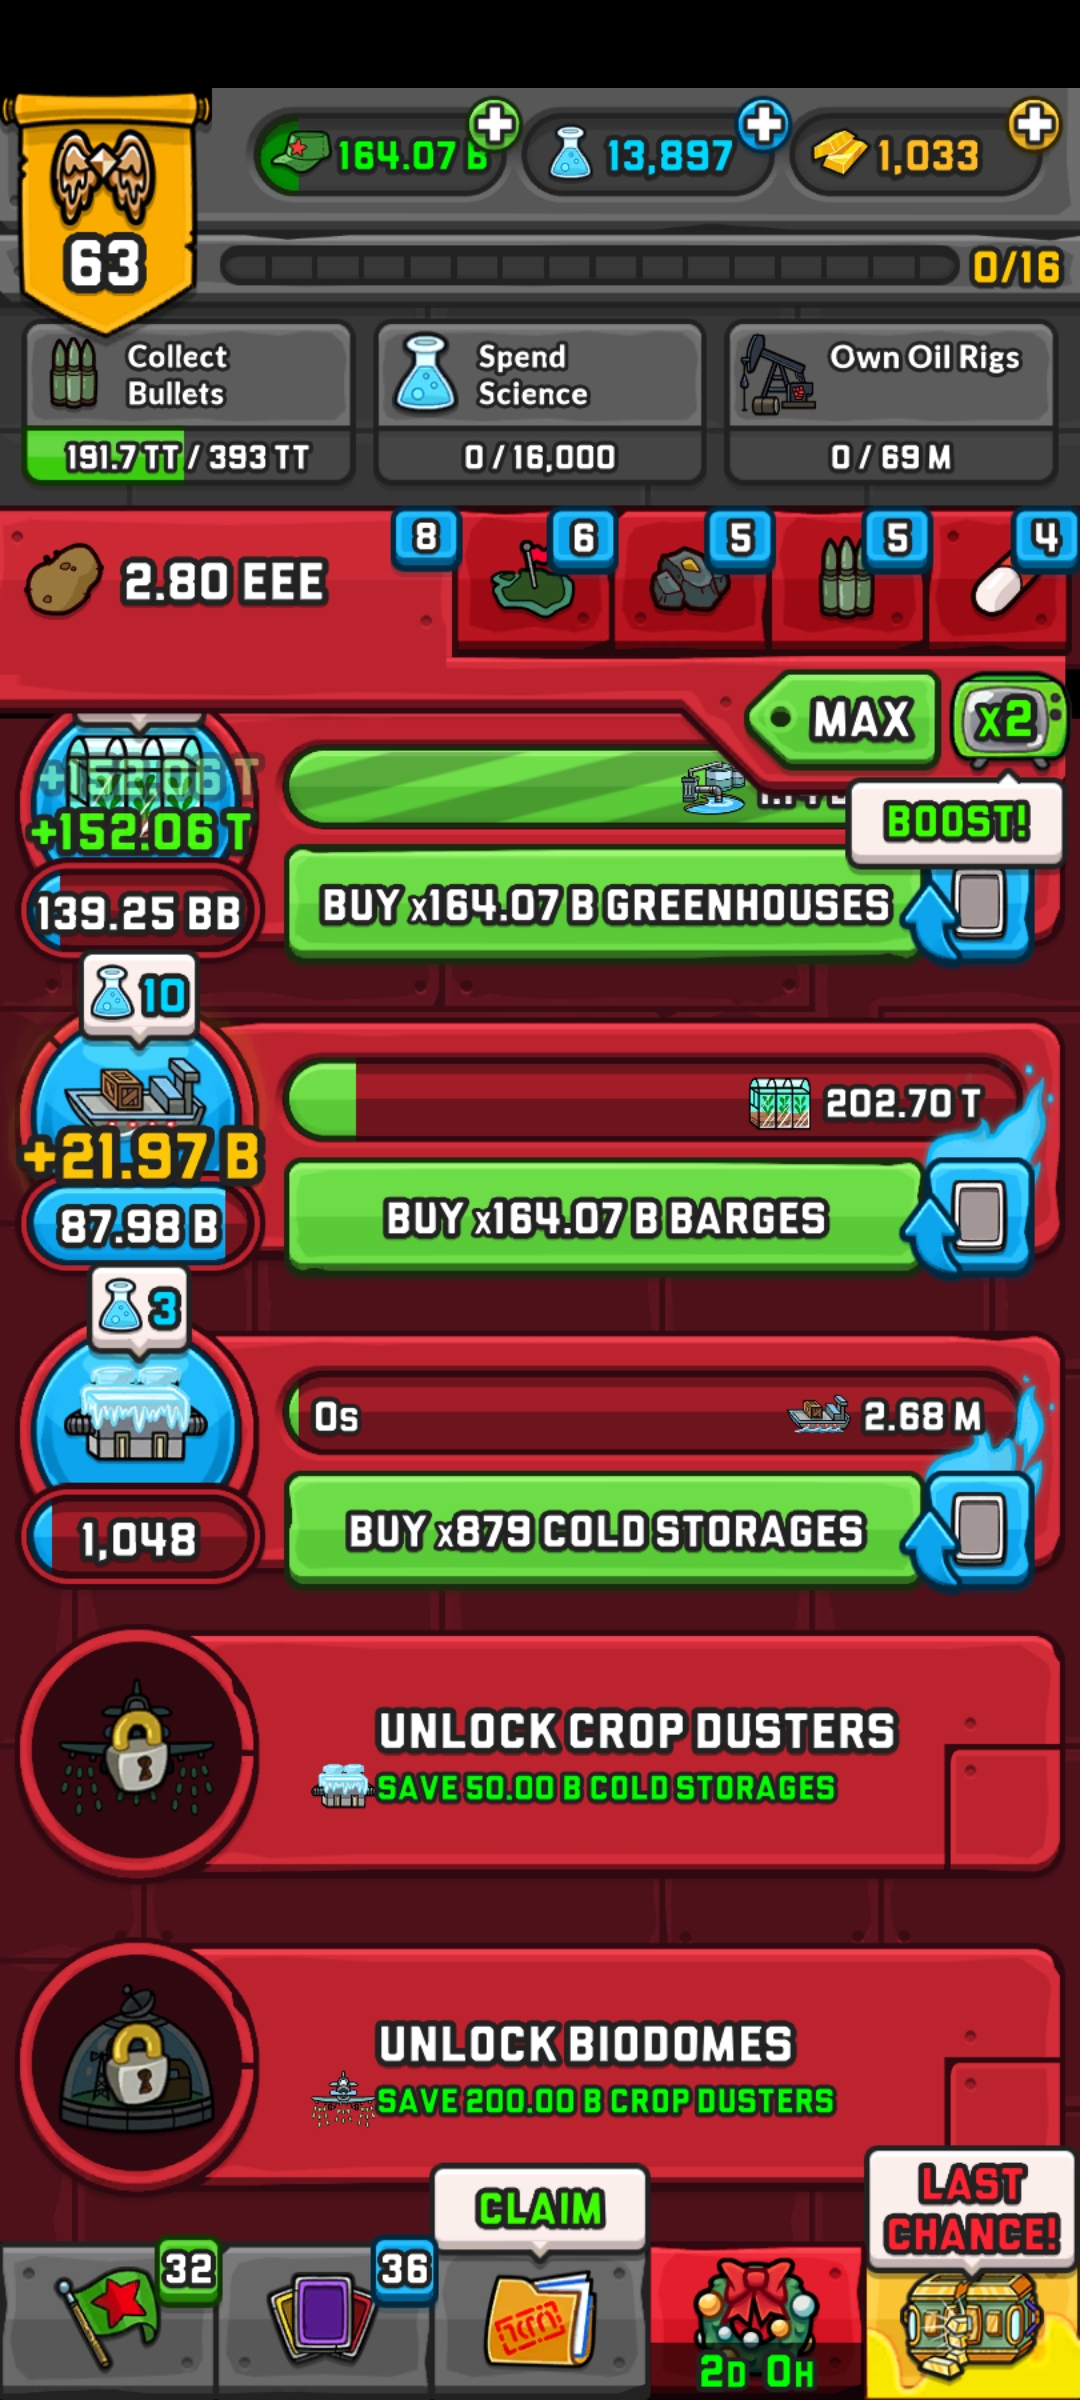 63
164.07 B
13,897
1,033
0/16
Collect
Bullets
191.7 TT / 393 TT
Spend
Science
0 / 16,000
Own Oil Rigs
0 / 69 M
2.80 EEE
8
6
5
5
4
MAX
x2
BOOST!
+152.06 T
+152.06 T
139.25 BB
BUY x164.07 B GREENHOUSES
10
+21.97 B
87.98 B
202.70 T
BUY x164.07 B BARGES
3
0s
2.68 M
1,048
BUY x879 COLD STORAGES
UNLOCK CROP DUSTERS
SAVE 50.00 B COLD STORAGES
UNLOCK BIODOMES
SAVE 200.00 B CROP DUSTERS
CLAIM
LAST
CHANCE!
32
36
2D 0H